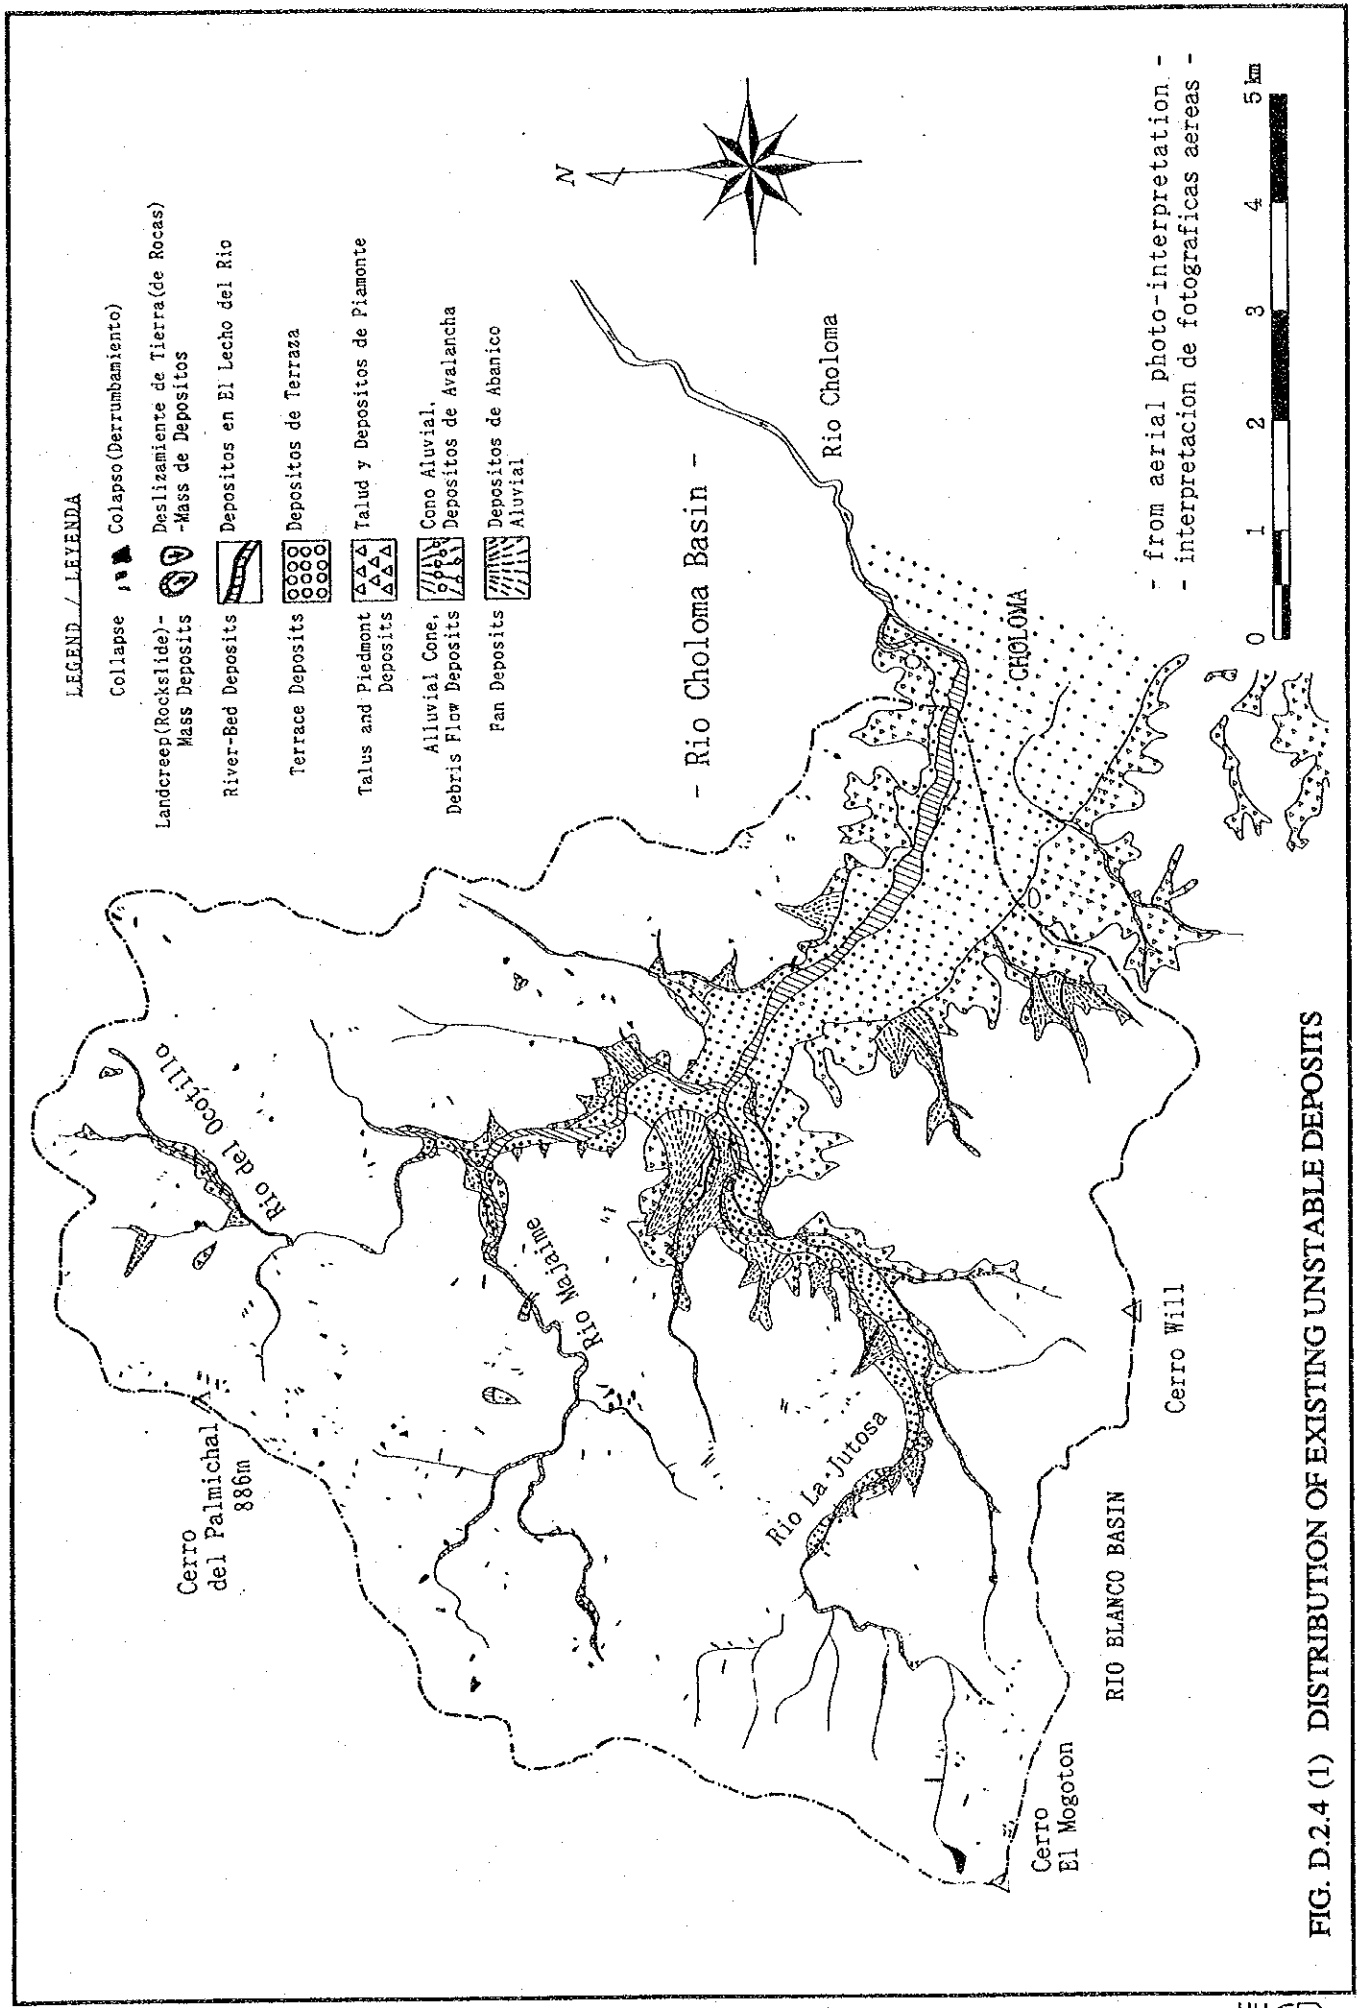 LEGEND / LEYENDA
Collapse
Colapso(Derrumbamiento)
Landcreep(Rockslide)-
Mass Deposits
Deslizamiente de Tierra(de Rocas)
-Mass de Depositos
River-Bed Deposits
Depositos en El Lecho del Rio
Terrace Deposits
Depositos de Terraza
Talus and Piedmont
Deposits
Talud y Depositos de Piamonte
Alluvial Cone,
Debris Flow Deposits
Cono Aluvial,
Depositos de Avalancha
Fan Deposits
Depositos de Abanico
Aluvial
N
- Rio Choloma Basin -
Rio Choloma
CHOLOMA
Rio del Ocotillo
Rio Majaime
Rio La Jutosa
Cerro
del Palmichal
886m
Cerro Will
RIO BLANCO BASIN
Cerro
El Mogoton
- from aerial photo-interpretation -
- interpretacion de fotograficas aereas -
0 1 2 3 4 5 km
FIG. D.2.4 (1) DISTRIBUTION OF EXISTING UNSTABLE DEPOSITS